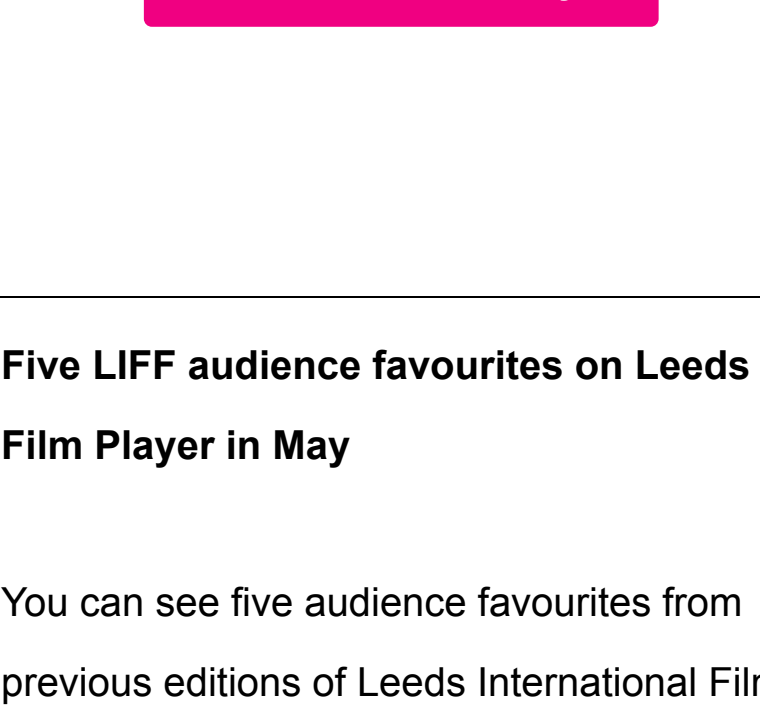 Five LIFF audience favourites on Leeds
Film Player in May
You can see five audience favourites from
previous editions of Leeds International